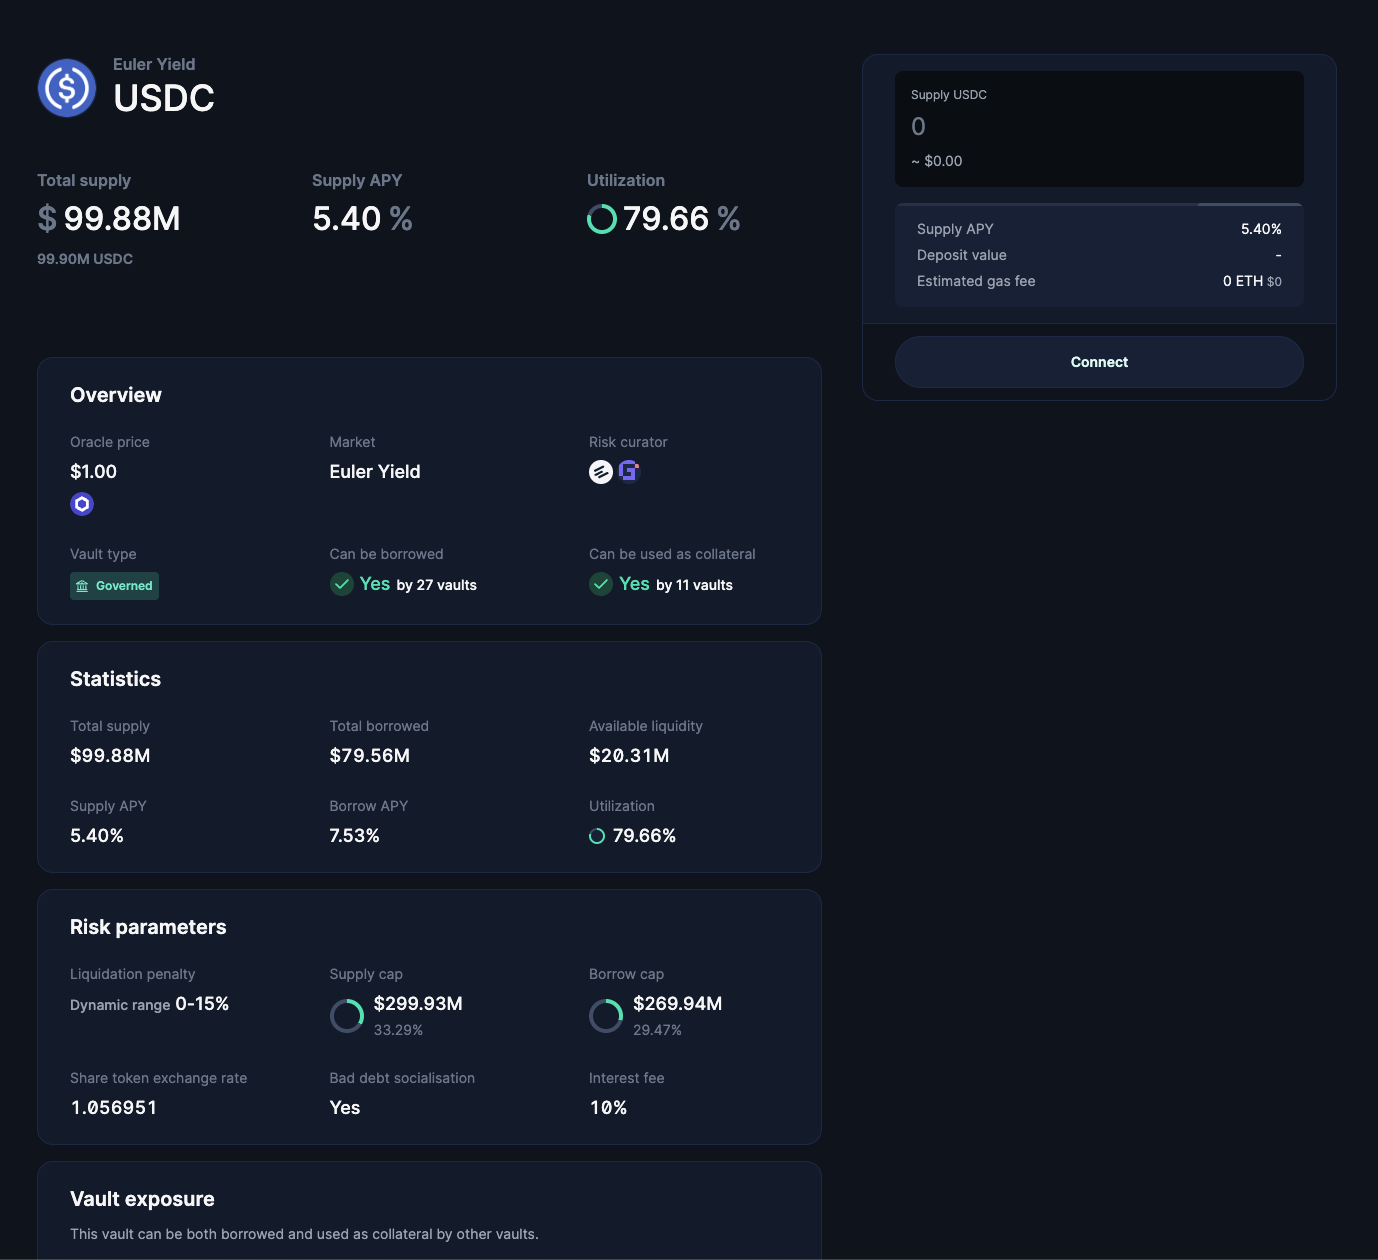 Euler Yield
USDC
Total supply
$ 99.88M
99.90M USDC
Supply APY
5.40 %
Utilization
79.66 %
Supply USDC
0
~ $0.00
Supply APY 5.40%
Deposit value -
Estimated gas fee 0 ETH $0
Connect
Overview
Oracle price
$1.00
Market
Euler Yield
Risk curator
Vault type
Governed
Can be borrowed
Yes by 27 vaults
Can be used as collateral
Yes by 11 vaults
Statistics
Total supply
$99.88M
Total borrowed
$79.56M
Available liquidity
$20.31M
Supply APY
5.40%
Borrow APY
7.53%
Utilization
79.66%
Risk parameters
Liquidation penalty
Dynamic range 0-15%
Supply cap
$299.93M
33.29%
Borrow cap
$269.94M
29.47%
Share token exchange rate
1.056951
Bad debt socialisation
Yes
Interest fee
10%
Vault exposure
This vault can be both borrowed and used as collateral by other vaults.